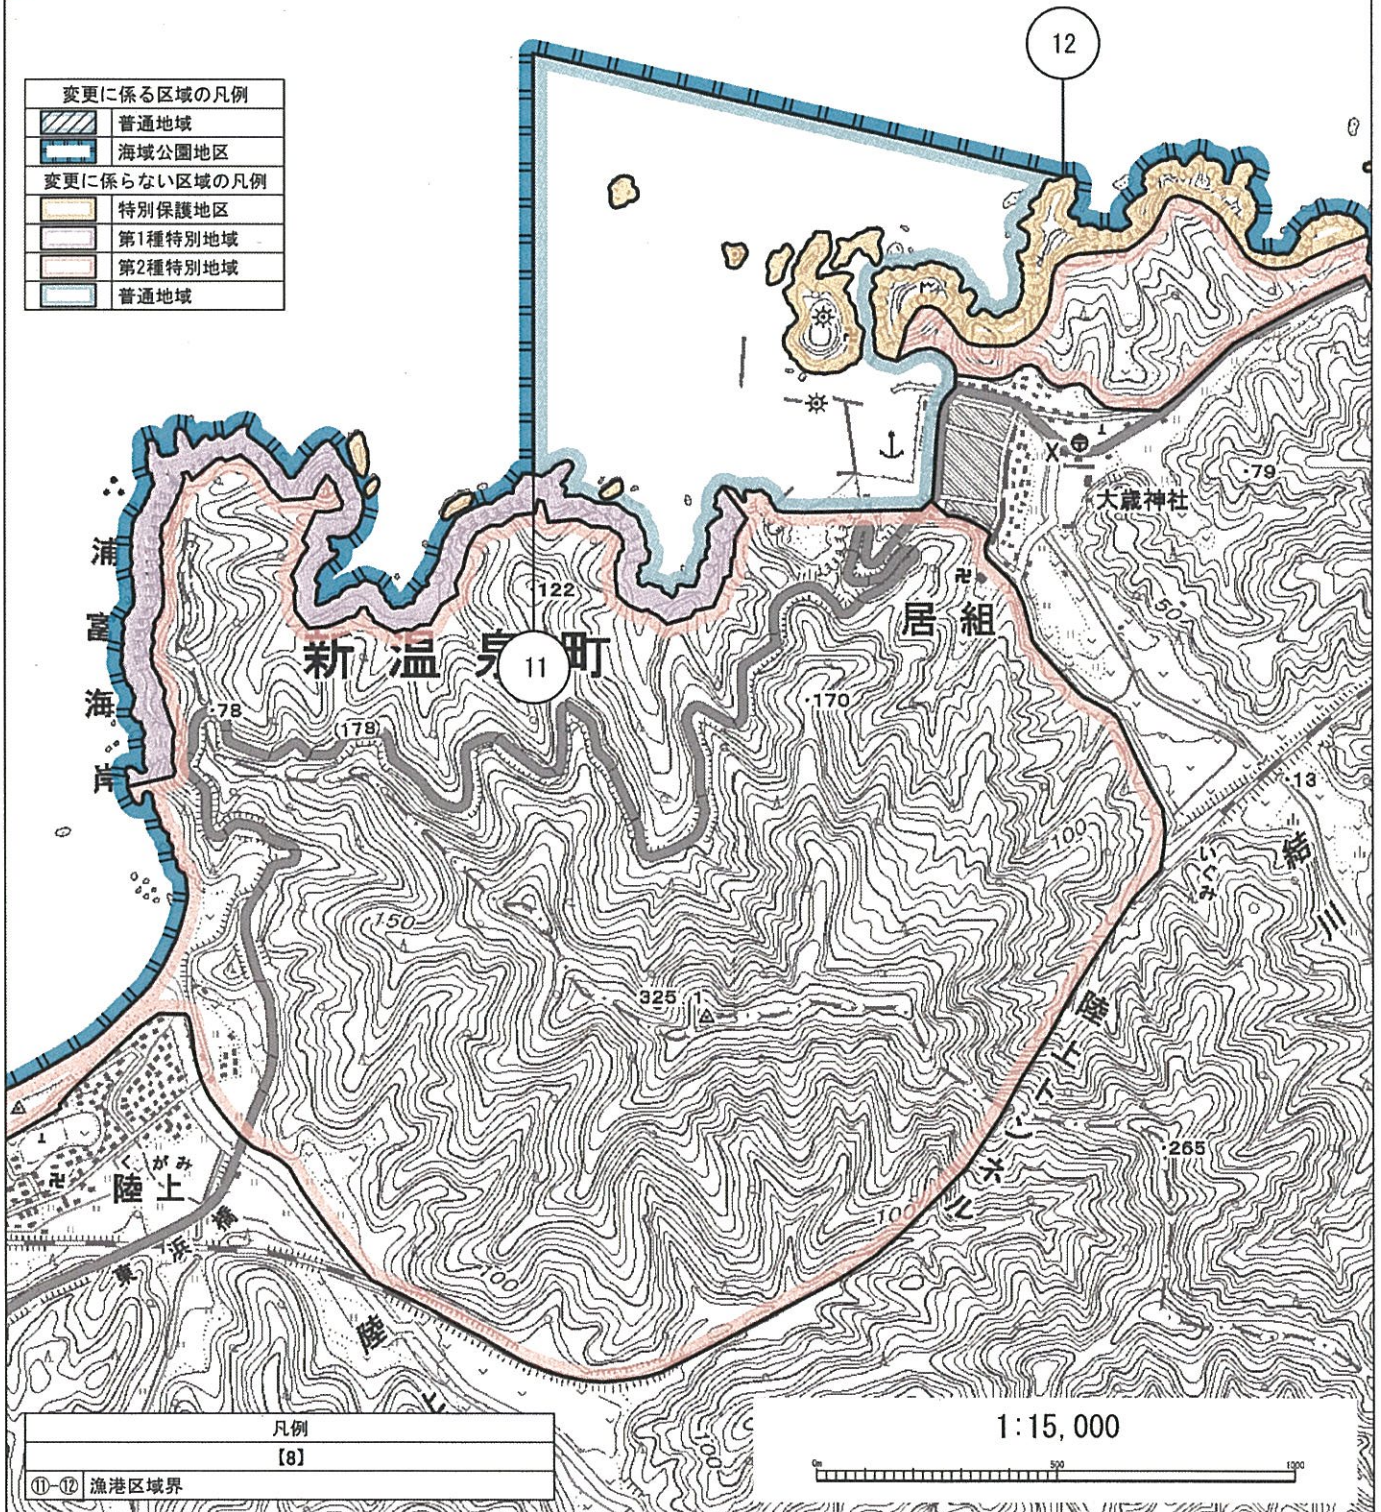 12
変更に係る区域の凡例
普通地域
海域公園地区
変更に係らない区域の凡例
特別保護地区
第1種特別地域
第2種特別地域
普通地域
・79
大歳神社
浦富海岸
・122
居組
50
新温泉町
11
・170
・78
(178)
・13
100
いぐみ
結川
150
325.1
陸上トンネル
・265
くがみ
陸上
100
東浜橋
100
陸上
100
凡例
【8】
⑪-⑫ 漁港区域界
1:15,000
0m 500 1000